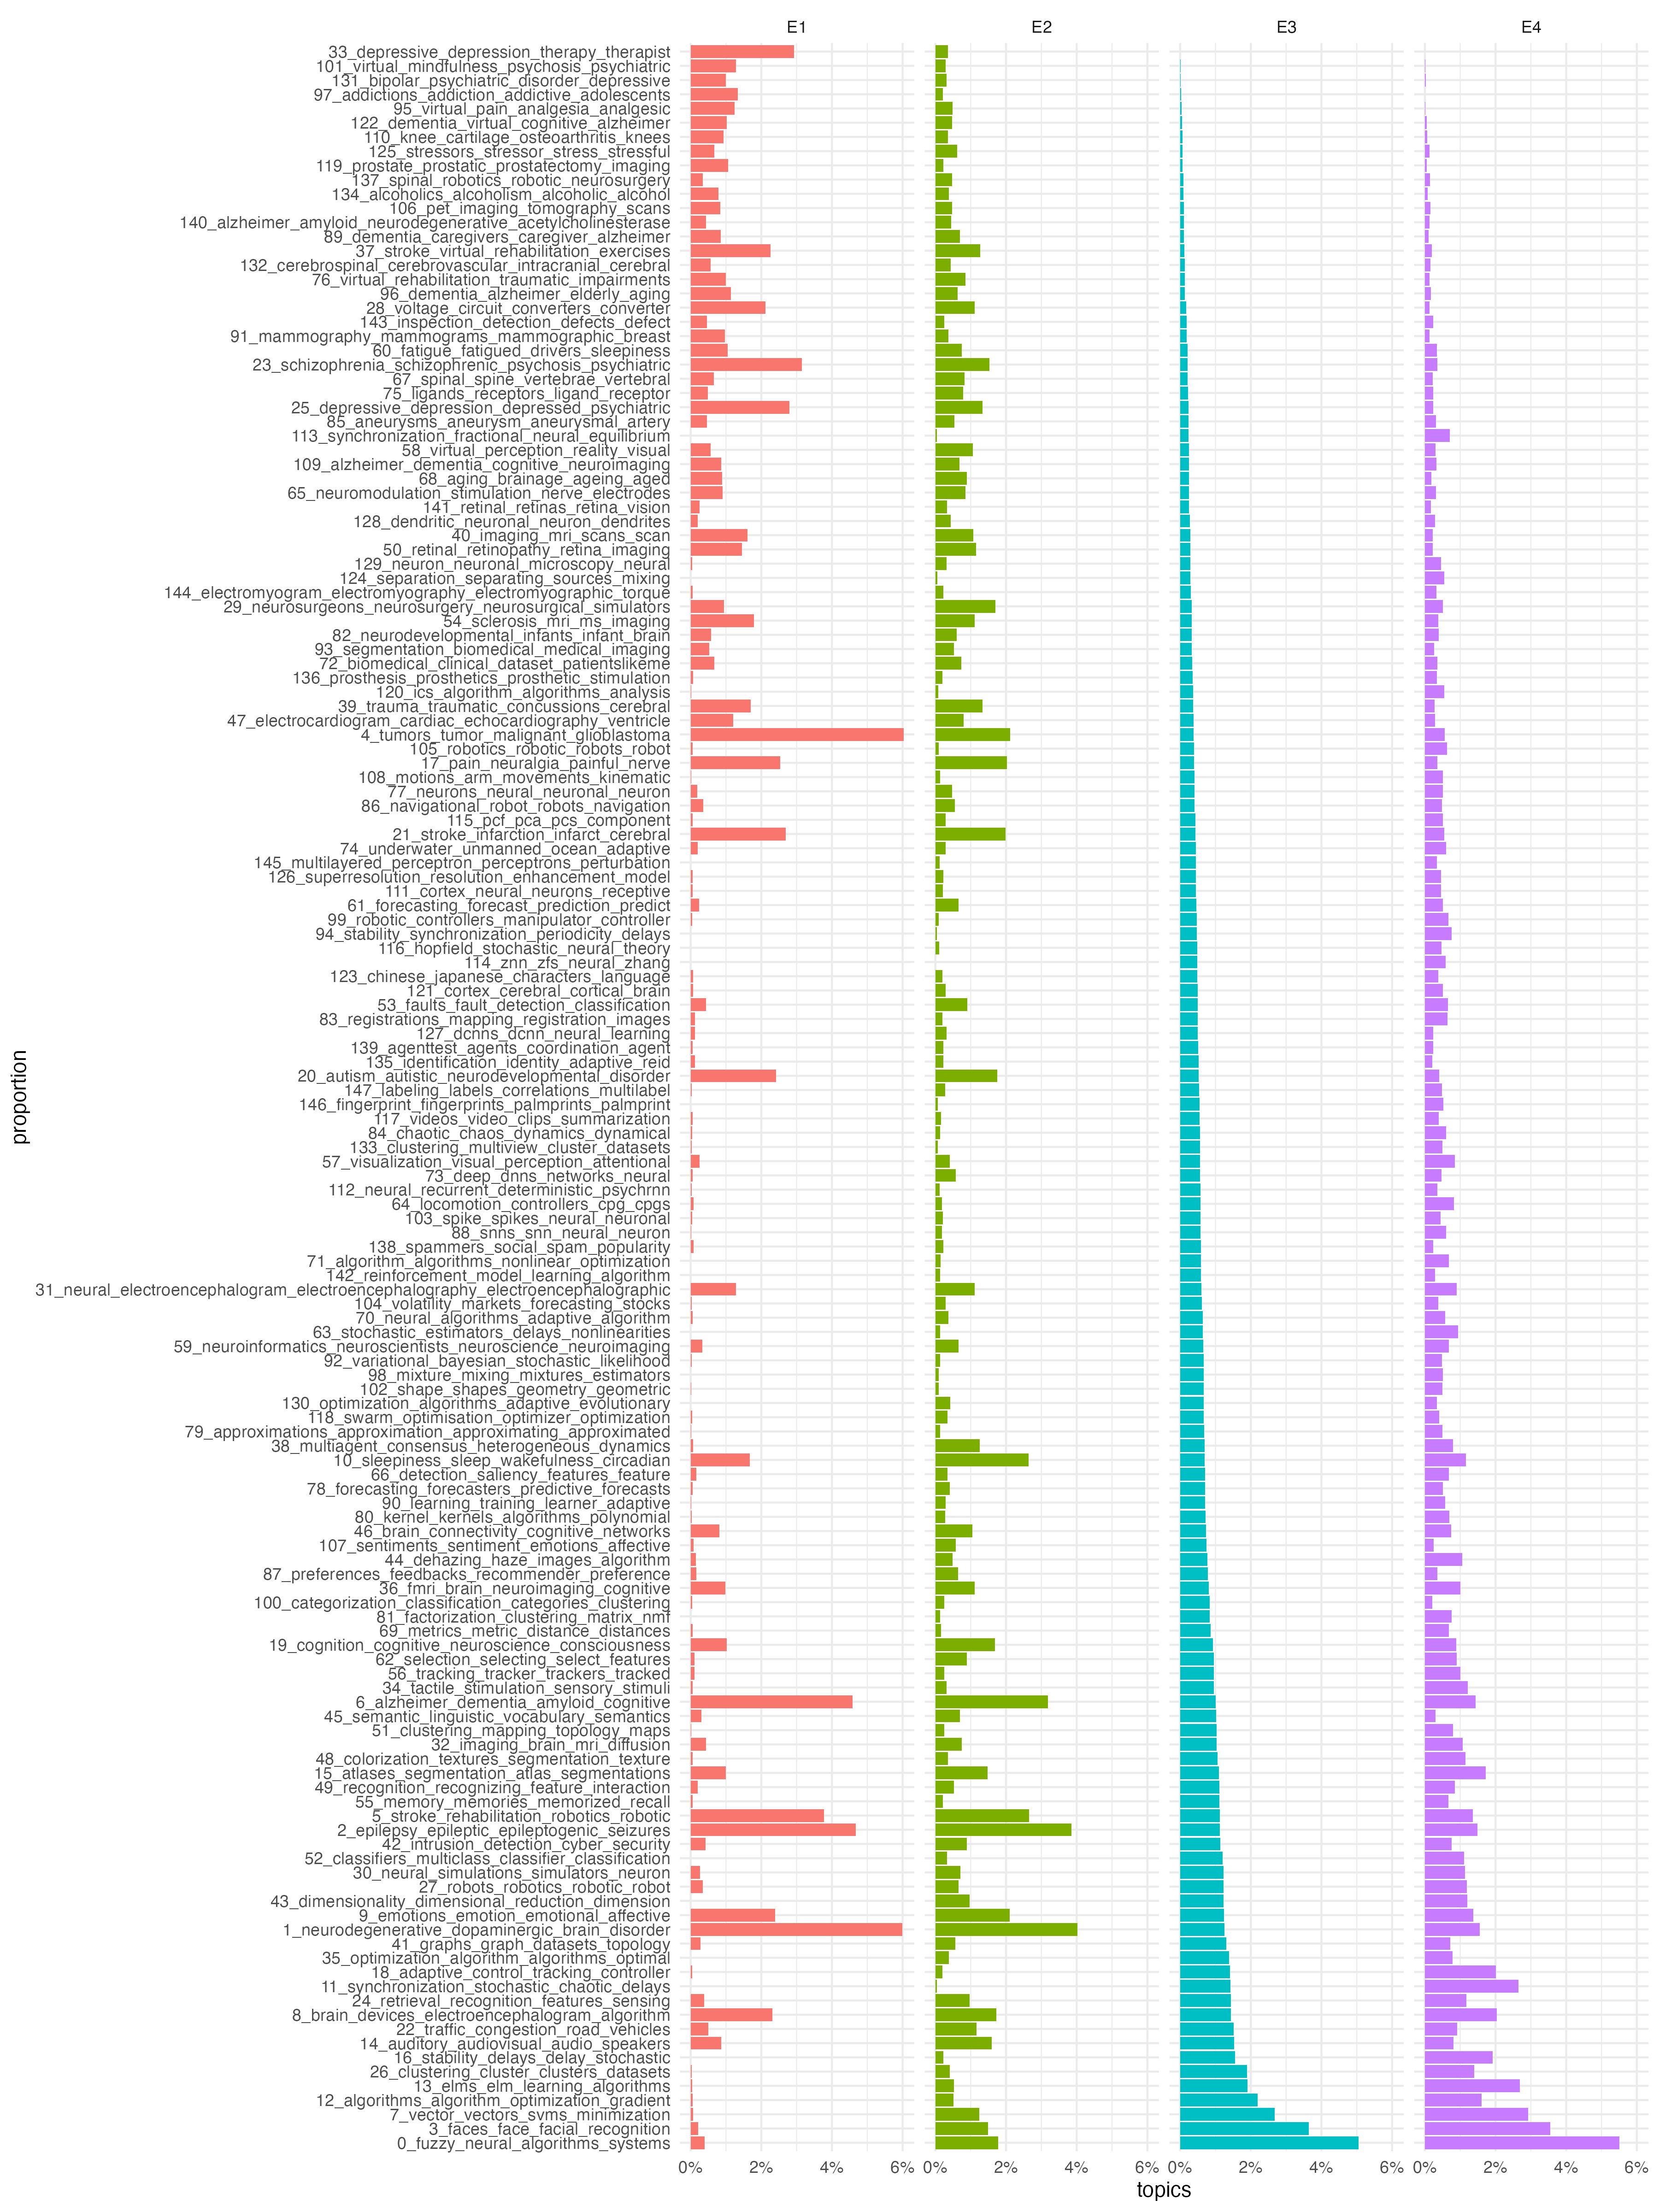 E1 E2 E3 E4
33_depressive_depression_therapy_therapist
101_virtual_mindfulness_psychosis_psychiatric
131_bipolar_psychiatric_disorder_depressive
97_addictions_addiction_addictive_adolescents
95_virtual_pain_analgesia_analgesic
122_dementia_virtual_cognitive_alzheimer
110_knee_cartilage_osteoarthritis_knees
125_stressors_stressor_stress_stressful
119_prostate_prostatic_prostatectomy_imaging
137_spinal_robotics_robotic_neurosurgery
134_alcoholics_alcoholism_alcoholic_alcohol
106_pet_imaging_tomography_scans
140_alzheimer_amyloid_neurodegenerative_acetylcholinesterase
89_dementia_caregivers_caregiver_alzheimer
37_stroke_virtual_rehabilitation_exercises
132_cerebrospinal_cerebrovascular_intracranial_cerebral
76_virtual_rehabilitation_traumatic_impairments
96_dementia_alzheimer_elderly_aging
28_voltage_circuit_converters_converter
143_inspection_detection_defects_defect
91_mammography_mammograms_mammographic_breast
60_fatigue_fatigued_drivers_sleepiness
23_schizophrenia_schizophrenic_psychosis_psychiatric
67_spinal_spine_vertebrae_vertebral
75_ligands_receptors_ligand_receptor
25_depressive_depression_depressed_psychiatric
85_aneurysms_aneurysm_aneurysmal_artery
113_synchronization_fractional_neural_equilibrium
58_virtual_perception_reality_visual
109_alzheimer_dementia_cognitive_neuroimaging
68_aging_brainage_ageing_aged
65_neuromodulation_stimulation_nerve_electrodes
141_retinal_retinas_retina_vision
128_dendritic_neuronal_neuron_dendrites
40_imaging_mri_scans_scan
50_retinal_retinopathy_retina_imaging
129_neuron_neuronal_microscopy_neural
124_separation_separating_sources_mixing
144_electromyogram_electromyography_electromyographic_torque
29_neurosurgeons_neurosurgery_neurosurgical_simulators
54_sclerosis_mri_ms_imaging
82_neurodevelopmental_infants_infant_brain
93_segmentation_biomedical_medical_imaging
72_biomedical_clinical_dataset_patientslikeme
136_prosthesis_prosthetics_prosthetic_stimulation
120_ics_algorithm_algorithms_analysis
39_trauma_traumatic_concussions_cerebral
47_electrocardiogram_cardiac_echocardiography_ventricle
4_tumors_tumor_malignant_glioblastoma
105_robotics_robotic_robots_robot
17_pain_neuralgia_painful_nerve
108_motions_arm_movements_kinematic
77_neurons_neural_neuronal_neuron
86_navigational_robot_robots_navigation
115_pcf_pca_pcs_component
21_stroke_infarction_infarct_cerebral
74_underwater_unmanned_ocean_adaptive
145_multilayered_perceptron_perceptrons_perturbation
126_superresolution_resolution_enhancement_model
111_cortex_neural_neurons_receptive
61_forecasting_forecast_prediction_predict
99_robotic_controllers_manipulator_controller
94_stability_synchronization_periodicity_delays
116_hopfield_stochastic_neural_theory
114_znn_zfs_neural_zhang
123_chinese_japanese_characters_language
121_cortex_cerebral_cortical_brain
53_faults_fault_detection_classification
83_registrations_mapping_registration_images
127_dcnns_dcnn_neural_learning
139_agenttest_agents_coordination_agent
135_identification_identity_adaptive_reid
20_autism_autistic_neurodevelopmental_disorder
147_labeling_labels_correlations_multilabel
146_fingerprint_fingerprints_palmprints_palmprint
117_videos_video_clips_summarization
84_chaotic_chaos_dynamics_dynamical
133_clustering_multiview_cluster_datasets
57_visualization_visual_perception_attentional
73_deep_dnns_networks_neural
112_neural_recurrent_deterministic_psychrnn
64_locomotion_controllers_cpg_cpgs
103_spike_spikes_neural_neuronal
88_snns_snn_neural_neuron
138_spammers_social_spam_popularity
71_algorithm_algorithms_nonlinear_optimization
142_reinforcement_model_learning_algorithm
31_neural_electroencephalogram_electroencephalography_electroencephalographic
104_volatility_markets_forecasting_stocks
70_neural_algorithms_adaptive_algorithm
63_stochastic_estimators_delays_nonlinearities
59_neuroinformatics_neuroscientists_neuroscience_neuroimaging
92_variational_bayesian_stochastic_likelihood
98_mixture_mixing_mixtures_estimators
102_shape_shapes_geometry_geometric
130_optimization_algorithms_adaptive_evolutionary
118_swarm_optimisation_optimizer_optimization
79_approximations_approximation_approximating_approximated
38_multiagent_consensus_heterogeneous_dynamics
10_sleepiness_sleep_wakefulness_circadian
66_detection_saliency_features_feature
78_forecasting_forecasters_predictive_forecasts
90_learning_training_learner_adaptive
80_kernel_kernels_algorithms_polynomial
46_brain_connectivity_cognitive_networks
107_sentiments_sentiment_emotions_affective
44_dehazing_haze_images_algorithm
87_preferences_feedbacks_recommender_preference
36_fmri_brain_neuroimaging_cognitive
100_categorization_classification_categories_clustering
81_factorization_clustering_matrix_nmf
69_metrics_metric_distance_distances
19_cognition_cognitive_neuroscience_consciousness
62_selection_selecting_select_features
56_tracking_tracker_trackers_tracked
34_tactile_stimulation_sensory_stimuli
6_alzheimer_dementia_amyloid_cognitive
45_semantic_linguistic_vocabulary_semantics
51_clustering_mapping_topology_maps
32_imaging_brain_mri_diffusion
48_colorization_textures_segmentation_texture
15_atlases_segmentation_atlas_segmentations
49_recognition_recognizing_feature_interaction
55_memory_memories_memorized_recall
5_stroke_rehabilitation_robotics_robotic
2_epilepsy_epileptic_epileptogenic_seizures
42_intrusion_detection_cyber_security
52_classifiers_multiclass_classifier_classification
30_neural_simulations_simulators_neuron
27_robots_robotics_robotic_robot
43_dimensionality_dimensional_reduction_dimension
9_emotions_emotion_emotional_affective
1_neurodegenerative_dopaminergic_brain_disorder
41_graphs_graph_datasets_topology
35_optimization_algorithm_algorithms_optimal
18_adaptive_control_tracking_controller
11_synchronization_stochastic_chaotic_delays
24_retrieval_recognition_features_sensing
8_brain_devices_electroencephalogram_algorithm
22_traffic_congestion_road_vehicles
14_auditory_audiovisual_audio_speakers
16_stability_delays_delay_stochastic
26_clustering_cluster_clusters_datasets
13_elms_elm_learning_algorithms
12_algorithms_algorithm_optimization_gradient
7_vector_vectors_svms_minimization
3_faces_face_facial_recognition
0_fuzzy_neural_algorithms_systems
0% 2% 4% 6% 0% 2% 4% 6% 0% 2% 4% 6% 0% 2% 4% 6%
topics
proportion